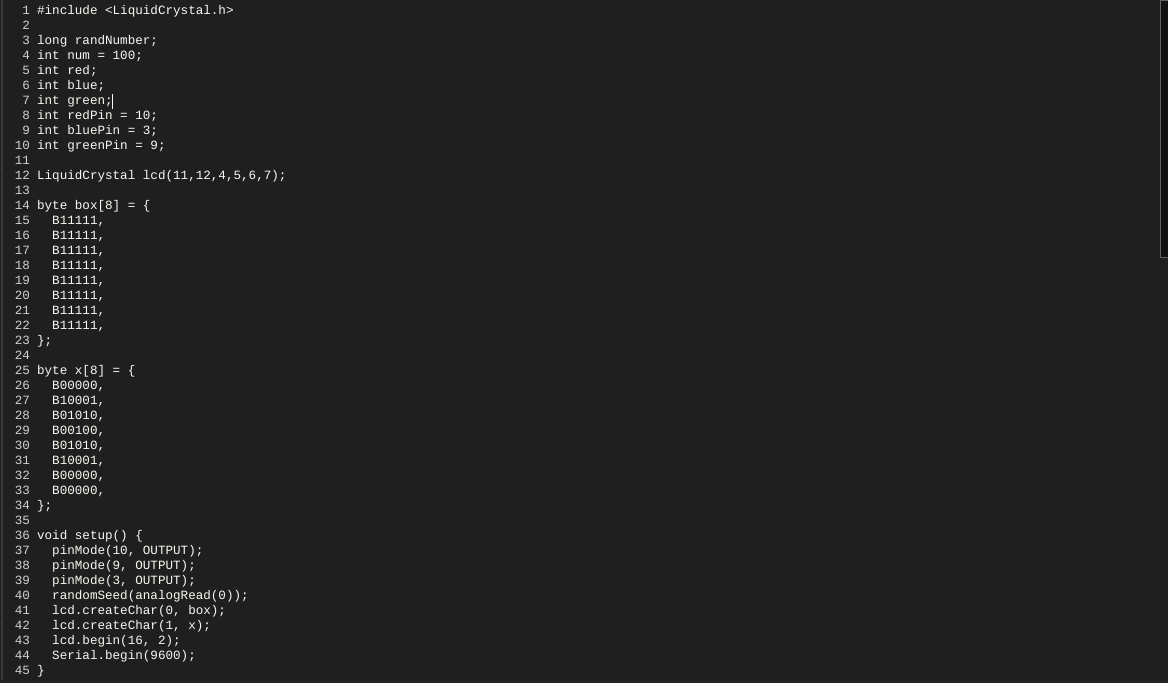 1 #include <LiquidCrystal.h>
2
3 long randNumber;
4 int num = 100;
5 int red;
6 int blue;
7 int green;
8 int redPin = 10;
9 int bluePin = 3;
10 int greenPin = 9;
11
12 LiquidCrystal lcd(11,12,4,5,6,7);
13
14 byte box[8] = {
15   B11111,
16   B11111,
17   B11111,
18   B11111,
19   B11111,
20   B11111,
21   B11111,
22   B11111,
23 };
24
25 byte x[8] = {
26   B00000,
27   B10001,
28   B01010,
29   B00100,
30   B01010,
31   B10001,
32   B00000,
33   B00000,
34 };
35
36 void setup() {
37   pinMode(10, OUTPUT);
38   pinMode(9, OUTPUT);
39   pinMode(3, OUTPUT);
40   randomSeed(analogRead(0));
41   lcd.createChar(0, box);
42   lcd.createChar(1, x);
43   lcd.begin(16, 2);
44   Serial.begin(9600);
45 }